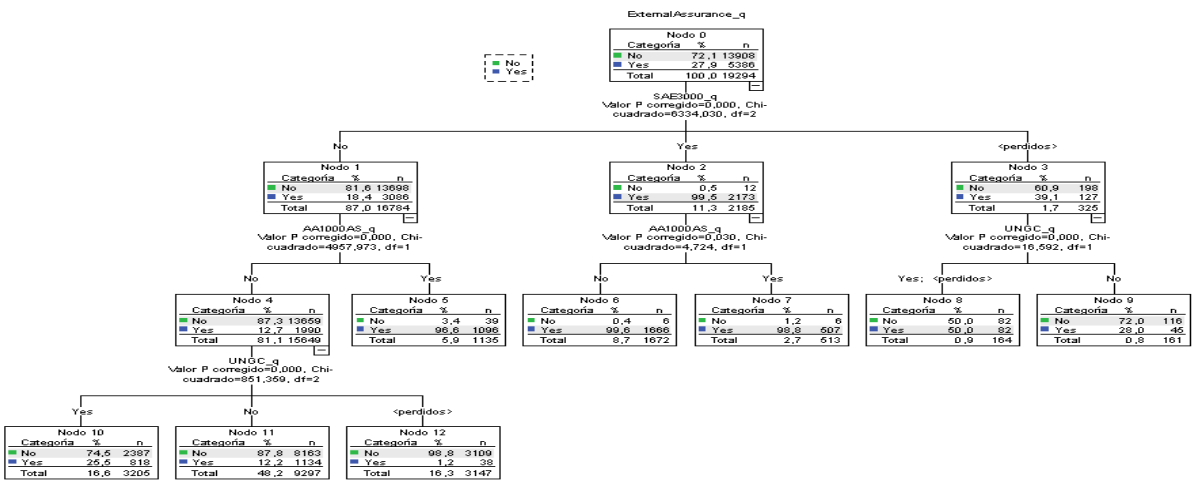 ExternalAssurance_q
No
Yes
Nodo 0
Categoría % n
No 72,1 13908
Yes 27,9 5386
Total 100,0 19294
SAE3000_q
Valor P corregido=0,000, Chi-
cuadrado=6334,030, df=2
No
Yes
<perdidos>
Nodo 1
Categoría % n
No 81,6 13698
Yes 18,4 3086
Total 87,0 16784
Nodo 2
Categoría % n
No 0,5 12
Yes 99,5 2173
Total 11,3 2185
Nodo 3
Categoría % n
No 60,9 198
Yes 39,1 127
Total 1,7 325
AA1000AS_q
Valor P corregido=0,000, Chi-
cuadrado=4957,973, df=1
AA1000AS_q
Valor P corregido=0,030, Chi-
cuadrado=4,724, df=1
UNGC_q
Valor P corregido=0,000, Chi-
cuadrado=16,592, df=1
No
Yes
No
Yes
Yes; <perdidos>
No
Nodo 4
Categoría % n
No 87,3 13659
Yes 12,7 1990
Total 81,1 15649
Nodo 5
Categoría % n
No 3,4 39
Yes 96,6 1096
Total 5,9 1135
Nodo 6
Categoría % n
No 0,4 6
Yes 99,6 1666
Total 8,7 1672
Nodo 7
Categoría % n
No 1,2 6
Yes 98,8 507
Total 2,7 513
Nodo 8
Categoría % n
No 50,0 82
Yes 50,0 82
Total 0,9 164
Nodo 9
Categoría % n
No 72,0 116
Yes 28,0 45
Total 0,8 161
UNGC_q
Valor P corregido=0,000, Chi-
cuadrado=851,359, df=2
Yes
No
<perdidos>
Nodo 10
Categoría % n
No 74,5 2387
Yes 25,5 818
Total 16,6 3205
Nodo 11
Categoría % n
No 87,8 8163
Yes 12,2 1134
Total 48,2 9297
Nodo 12
Categoría % n
No 98,8 3109
Yes 1,2 38
Total 16,3 3147